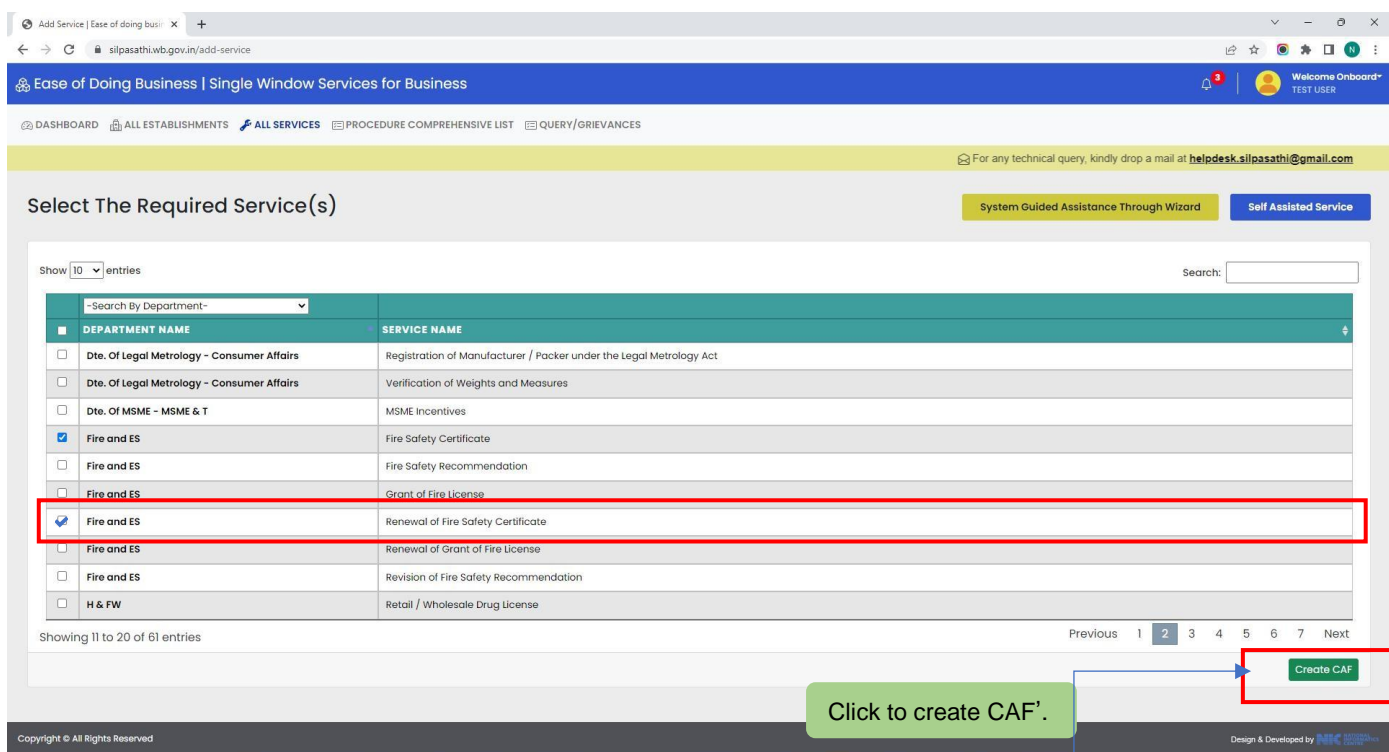 Add Service | Ease of doing busin
silpasathi.wb.gov.in/add-service
N
Ease of Doing Business | Single Window Services for Business
3
Welcome Onboard
TEST USER
DASHBOARD ALL ESTABLISHMENTS ALL SERVICES PROCEDURE COMPREHENSIVE LIST QUERY/GRIEVANCES
For any technical query, kindly drop a mail at helpdesk.silpasathi@gmail.com
Select The Required Service(s)
System Guided Assistance Through Wizard
Self Assisted Service
Show 10 entries
Search:
-Search By Department-
DEPARTMENT NAME SERVICE NAME
Dte. Of Legal Metrology - Consumer Affairs Registration of Manufacturer / Packer under the Legal Metrology Act
Dte. Of Legal Metrology - Consumer Affairs Verification of Weights and Measures
Dte. Of MSME - MSME & T MSME Incentives
Fire and ES Fire Safety Certificate
Fire and ES Fire Safety Recommendation
Fire and ES Grant of Fire License
Fire and ES Renewal of Fire Safety Certificate
Fire and ES Renewal of Grant of Fire License
Fire and ES Revision of Fire Safety Recommendation
H & FW Retail / Wholesale Drug License
Showing 11 to 20 of 61 entries
Previous 1 2 3 4 5 6 7 Next
Create CAF
Click to create CAF’.
Copyright © All Rights Reserved
Design & Developed by NIC